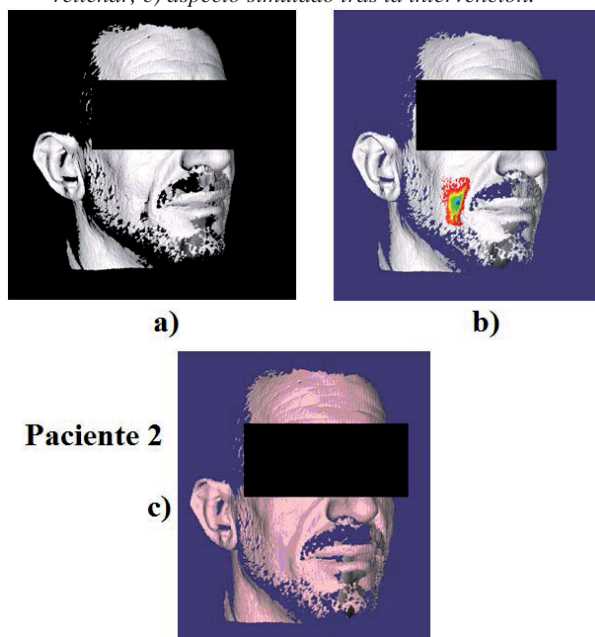 rellenar; c) aspecto simulado tras la intervención.
a)
b)
Paciente 2
c)